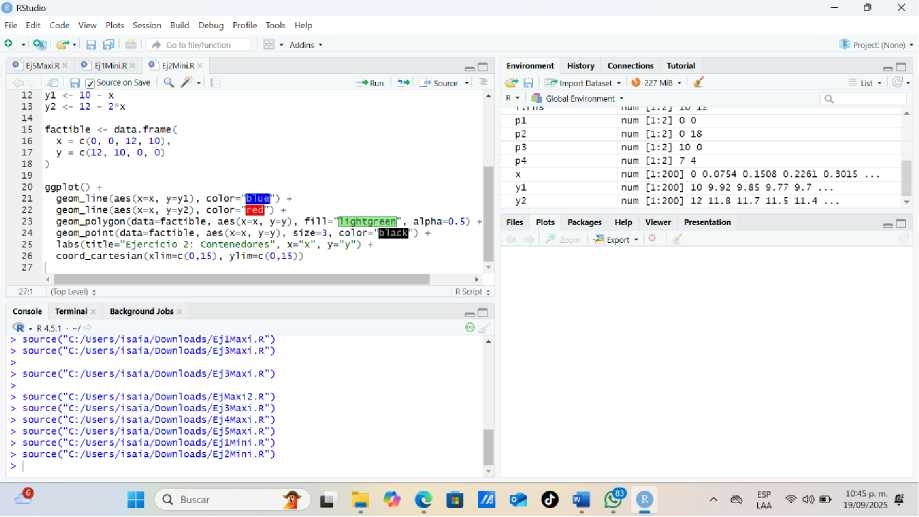 RStudio
File Edit Code View Plots Session Build Debug Profile Tools Help
Go to file/function Addins Project: (None)
Ej5Maxi.R Ej1Mini.R Ej2Mini.R
Source on Save Run Source
12 y1 <- 10 - x
13 y2 <- 12 - 2*x
14
15 factible <- data.frame(
16 x = c(0, 0, 12, 10),
17 y = c(12, 10, 0, 0)
18 )
19
20 ggplot() +
21 geom_line(aes(x=x, y=y1), color="blue") +
22 geom_line(aes(x=x, y=y2), color="red") +
23 geom_polygon(data=factible, aes(x=x, y=y), fill="lightgreen", alpha=0.5) +
24 geom_point(data=factible, aes(x=x, y=y), size=3, color="black") +
25 labs(title="Ejercicio 2: Contenedores", x="x", y="y") +
26 coord_cartesian(xlim=c(0,15), ylim=c(0,15))
27
27:1 (Top Level) R Script
Console Terminal Background Jobs
R 4.5.1 · ~/
> source("C:/Users/isaia/Downloads/Ej1Maxi.R")
> source("C:/Users/isaia/Downloads/Ej3Maxi.R")
>
> source("C:/Users/isaia/Downloads/Ej3Maxi.R")
>
> source("C:/Users/isaia/Downloads/EjMaxi2.R")
> source("C:/Users/isaia/Downloads/Ej3Maxi.R")
> source("C:/Users/isaia/Downloads/Ej4Maxi.R")
> source("C:/Users/isaia/Downloads/Ej5Maxi.R")
> source("C:/Users/isaia/Downloads/Ej1Mini.R")
> source("C:/Users/isaia/Downloads/Ej2Mini.R")
>
Environment History Connections Tutorial
Import Dataset 227 MiB List
R Global Environment
num [1:2] 10 12
p1 num [1:2] 0 0
p2 num [1:2] 0 18
p3 num [1:2] 10 0
p4 num [1:2] 7 4
x num [1:200] 0 0.0754 0.1508 0.2261 0.3015 ...
y1 num [1:200] 10 9.92 9.85 9.77 9.7 ...
y2 num [1:200] 12 11.8 11.7 11.5 11.4 ...
Files Plots Packages Help Viewer Presentation
Zoom Export
6
Buscar
83
ESP
LAA
10:45 p. m.
19/09/2025